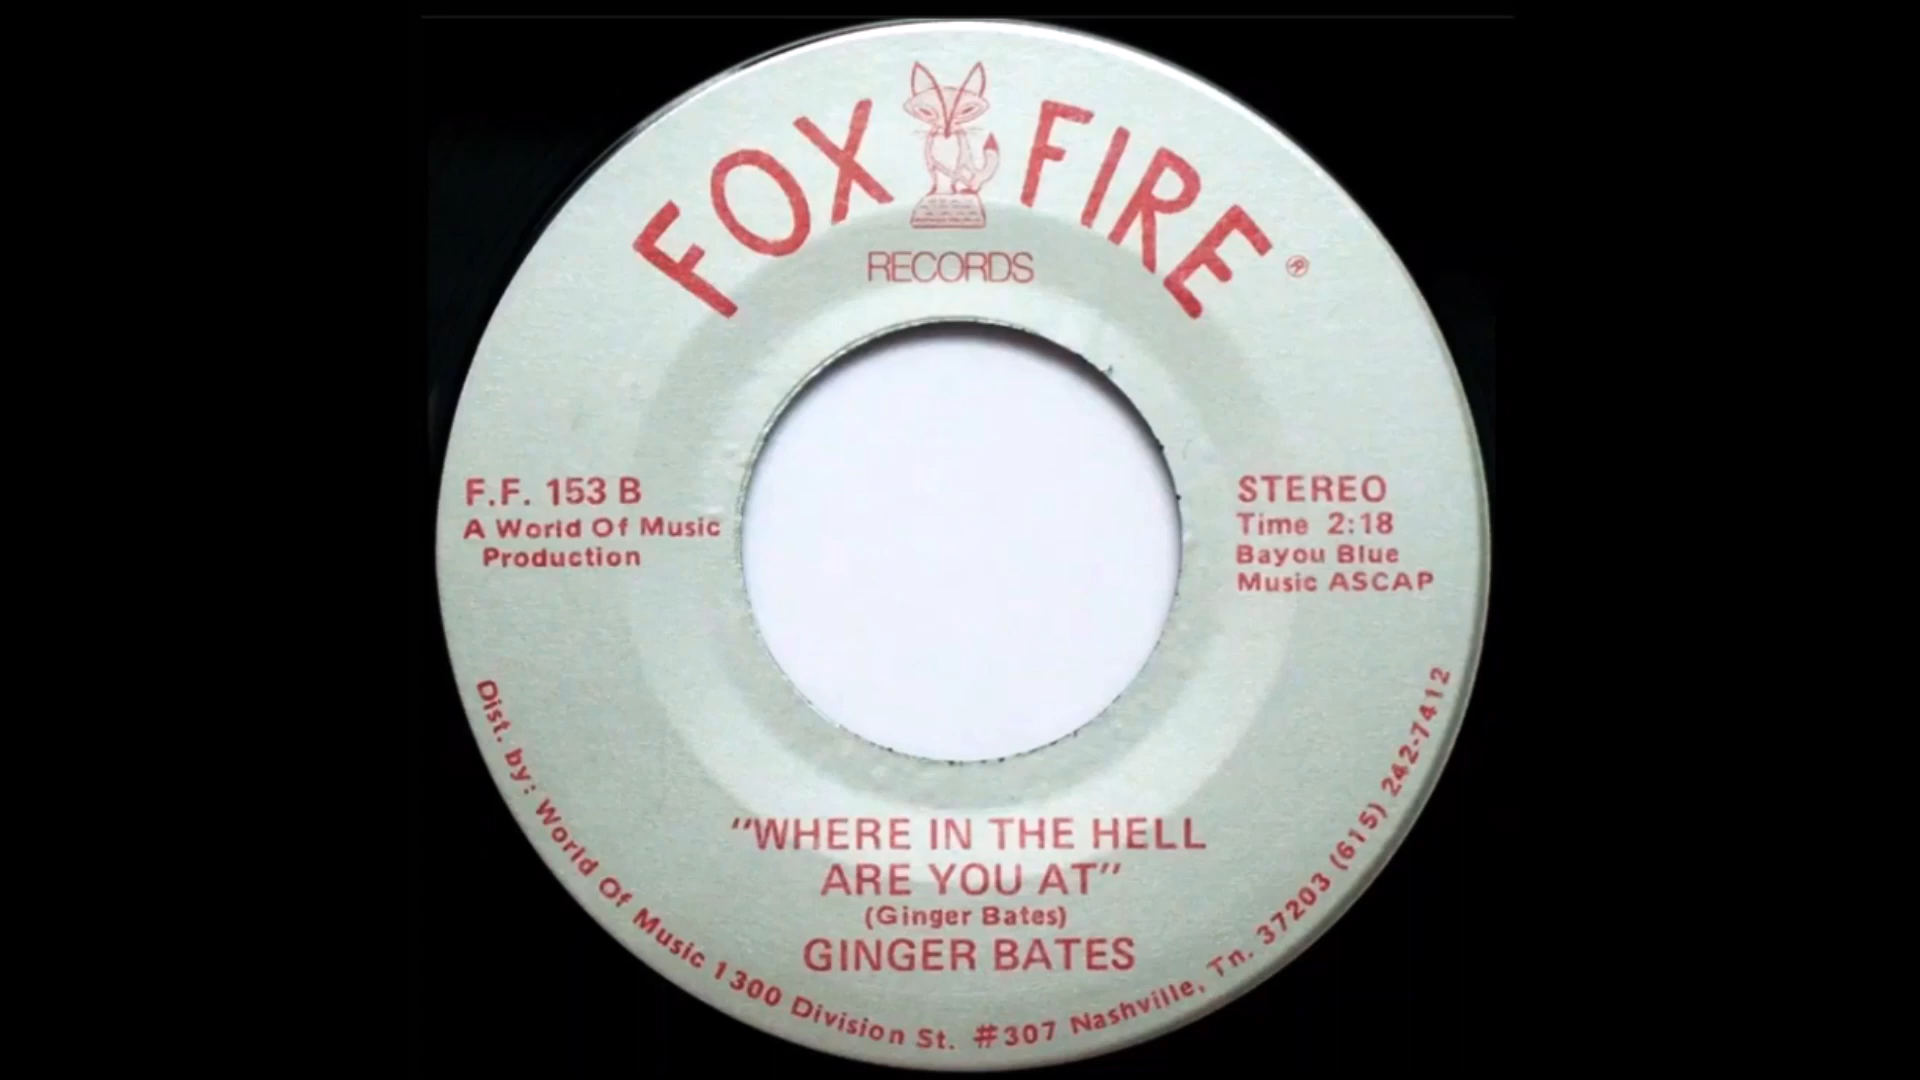 FOX FIRE ®
RECORDS
F.F. 153 B
A World Of Music
Production
STEREO
Time 2:18
Bayou Blue
Music ASCAP
"WHERE IN THE HELL
ARE YOU AT"
(Ginger Bates)
GINGER BATES
Dist. by: World Of Music 1300 Division St. #307 Nashville, Tn. 37203 (615) 242-7412